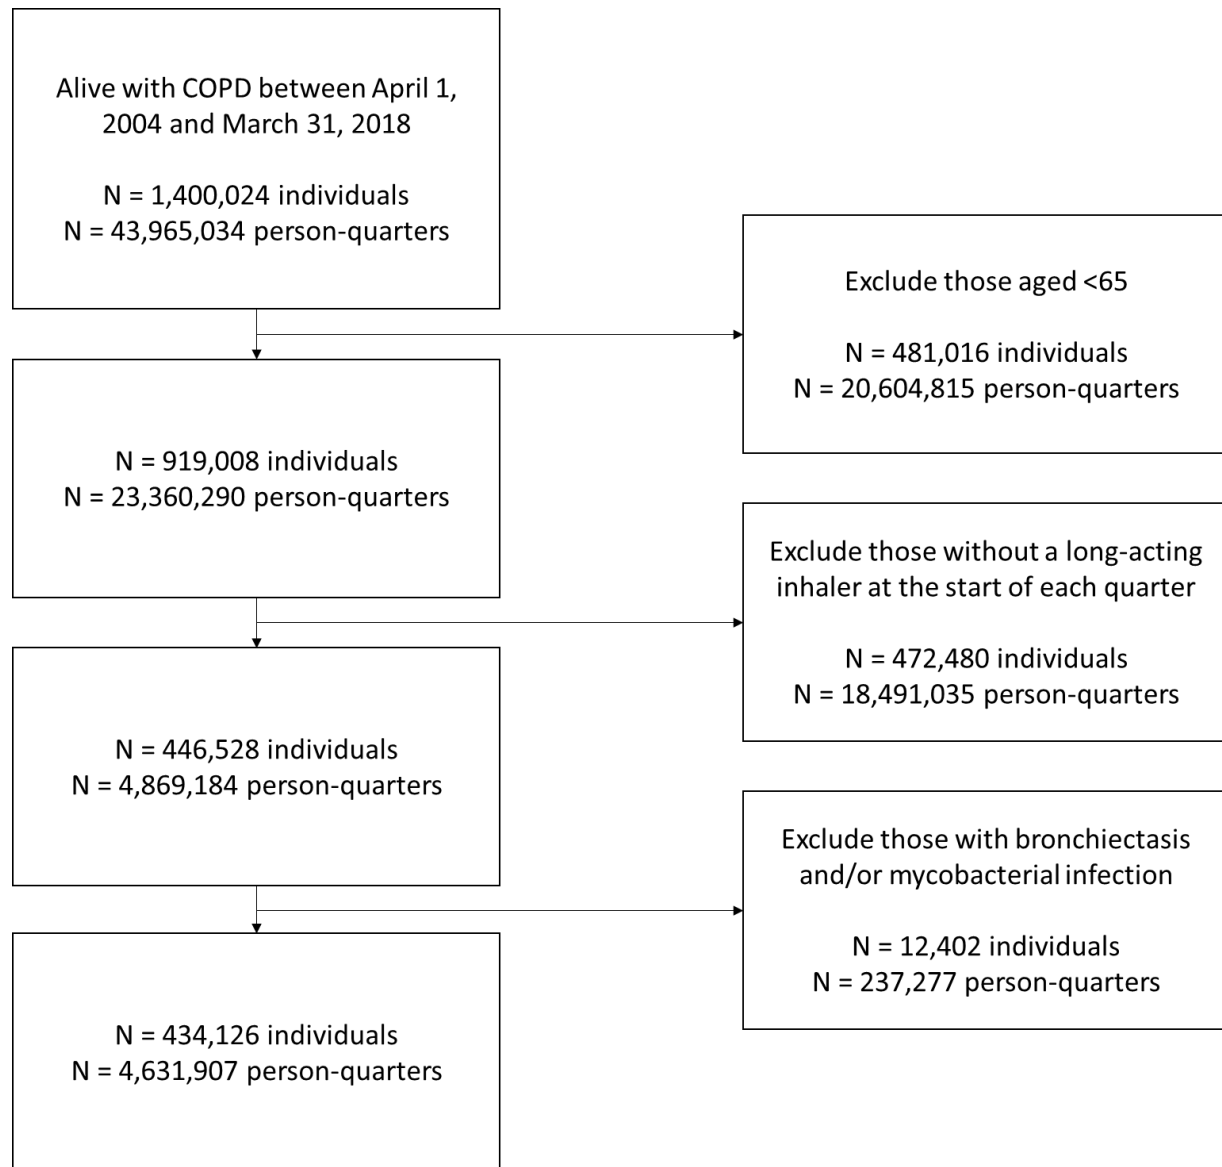 Alive with COPD between April 1,
2004 and March 31, 2018
N = 1,400,024 individuals
N = 43,965,034 person-quarters
Exclude those aged <65
N = 481,016 individuals
N = 20,604,815 person-quarters
N = 919,008 individuals
N = 23,360,290 person-quarters
Exclude those without a long-acting
inhaler at the start of each quarter
N = 472,480 individuals
N = 18,491,035 person-quarters
N = 446,528 individuals
N = 4,869,184 person-quarters
Exclude those with bronchiectasis
and/or mycobacterial infection
N = 12,402 individuals
N = 237,277 person-quarters
N = 434,126 individuals
N = 4,631,907 person-quarters